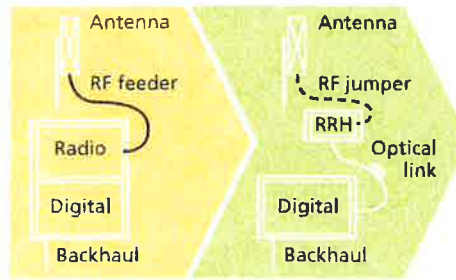 Antenna
RF feeder
Radio
Digital
Backhaul
Antenna
RF jumper
RRH
Optical
link
Digital
Backhaul